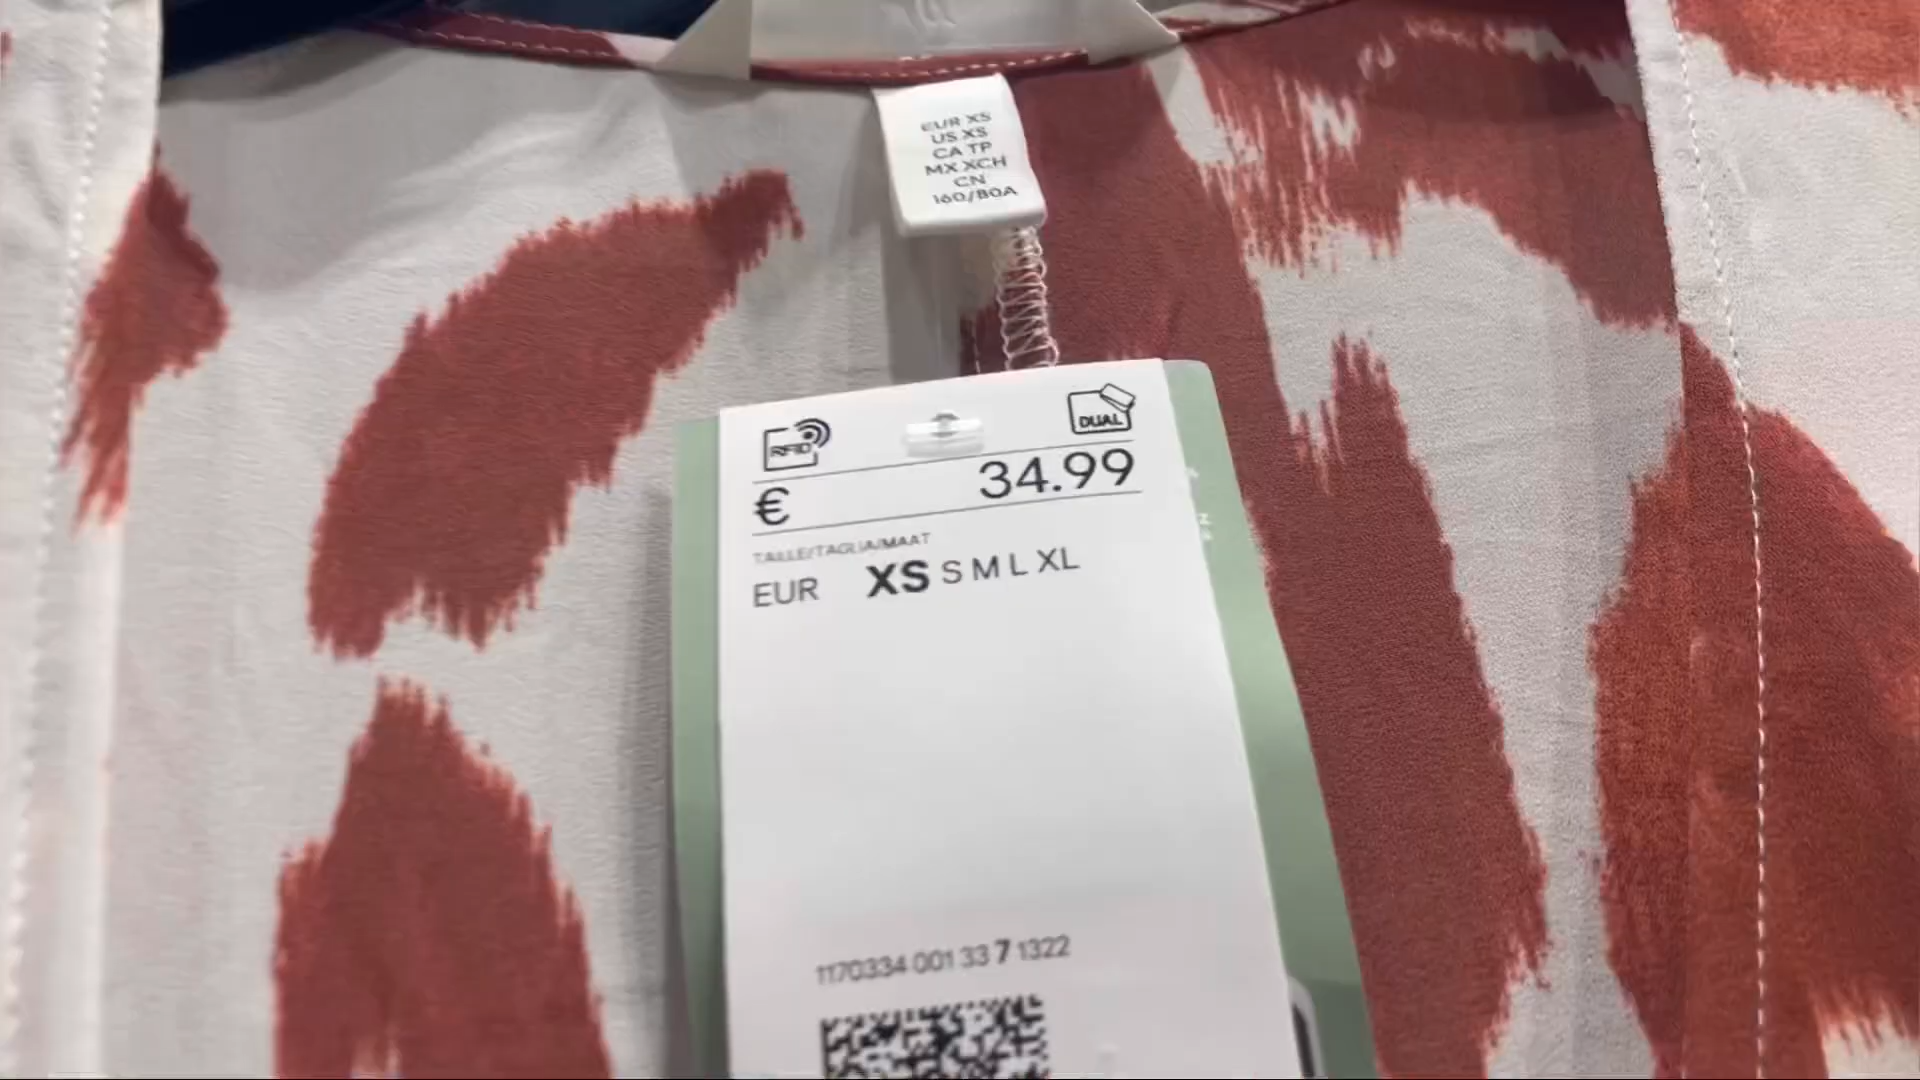 EUR XS
US XS
CA TP
MX XCH
CN
160/80A
RFID
DUAL
€ 34.99
TAILLE/TAGLIA/MAAT
EUR XS S M L XL
1170334 001 33 7 1322